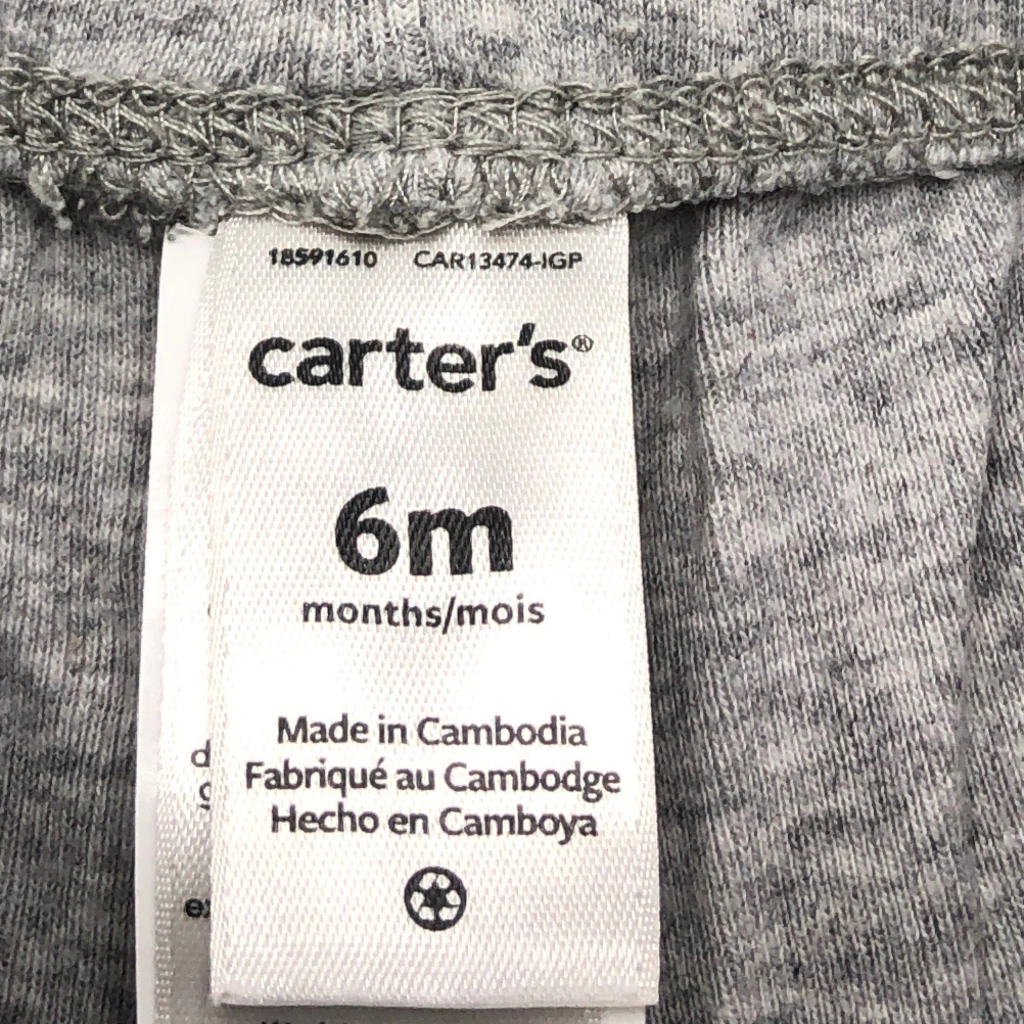 18591610 CAR13474-IGP
carter's®
6m
months/mois
Made in Cambodia
Fabriqué au Cambodge
Hecho en Camboya